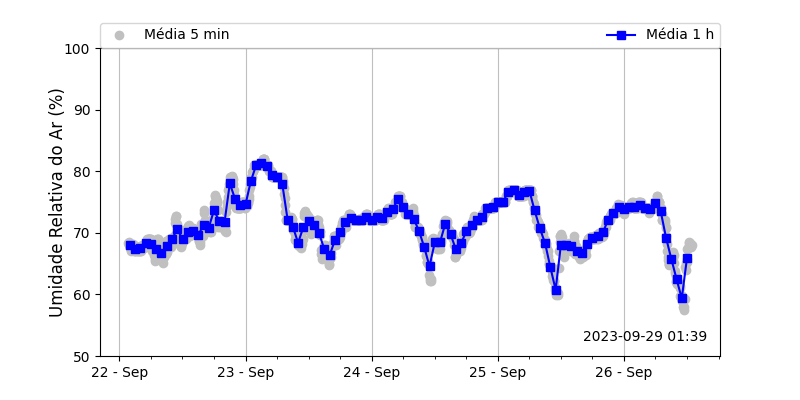 Média 5 min
Média 1 h
100
90
80
70
60
50
Umidade Relativa do Ar (%)
2023-09-29 01:39
22 - Sep
23 - Sep
24 - Sep
25 - Sep
26 - Sep